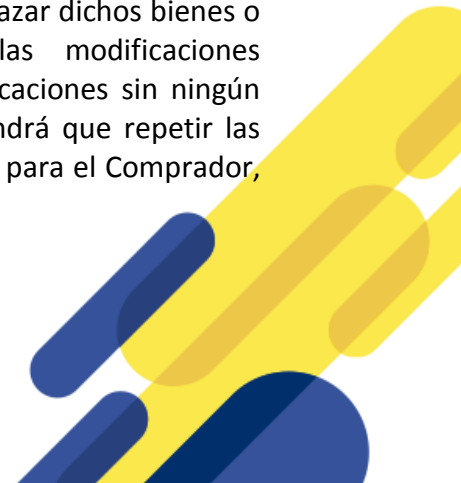 azar dichos bienes o
las modificaciones
caciones sin ningún
ndrá que repetir las
para el Comprador,